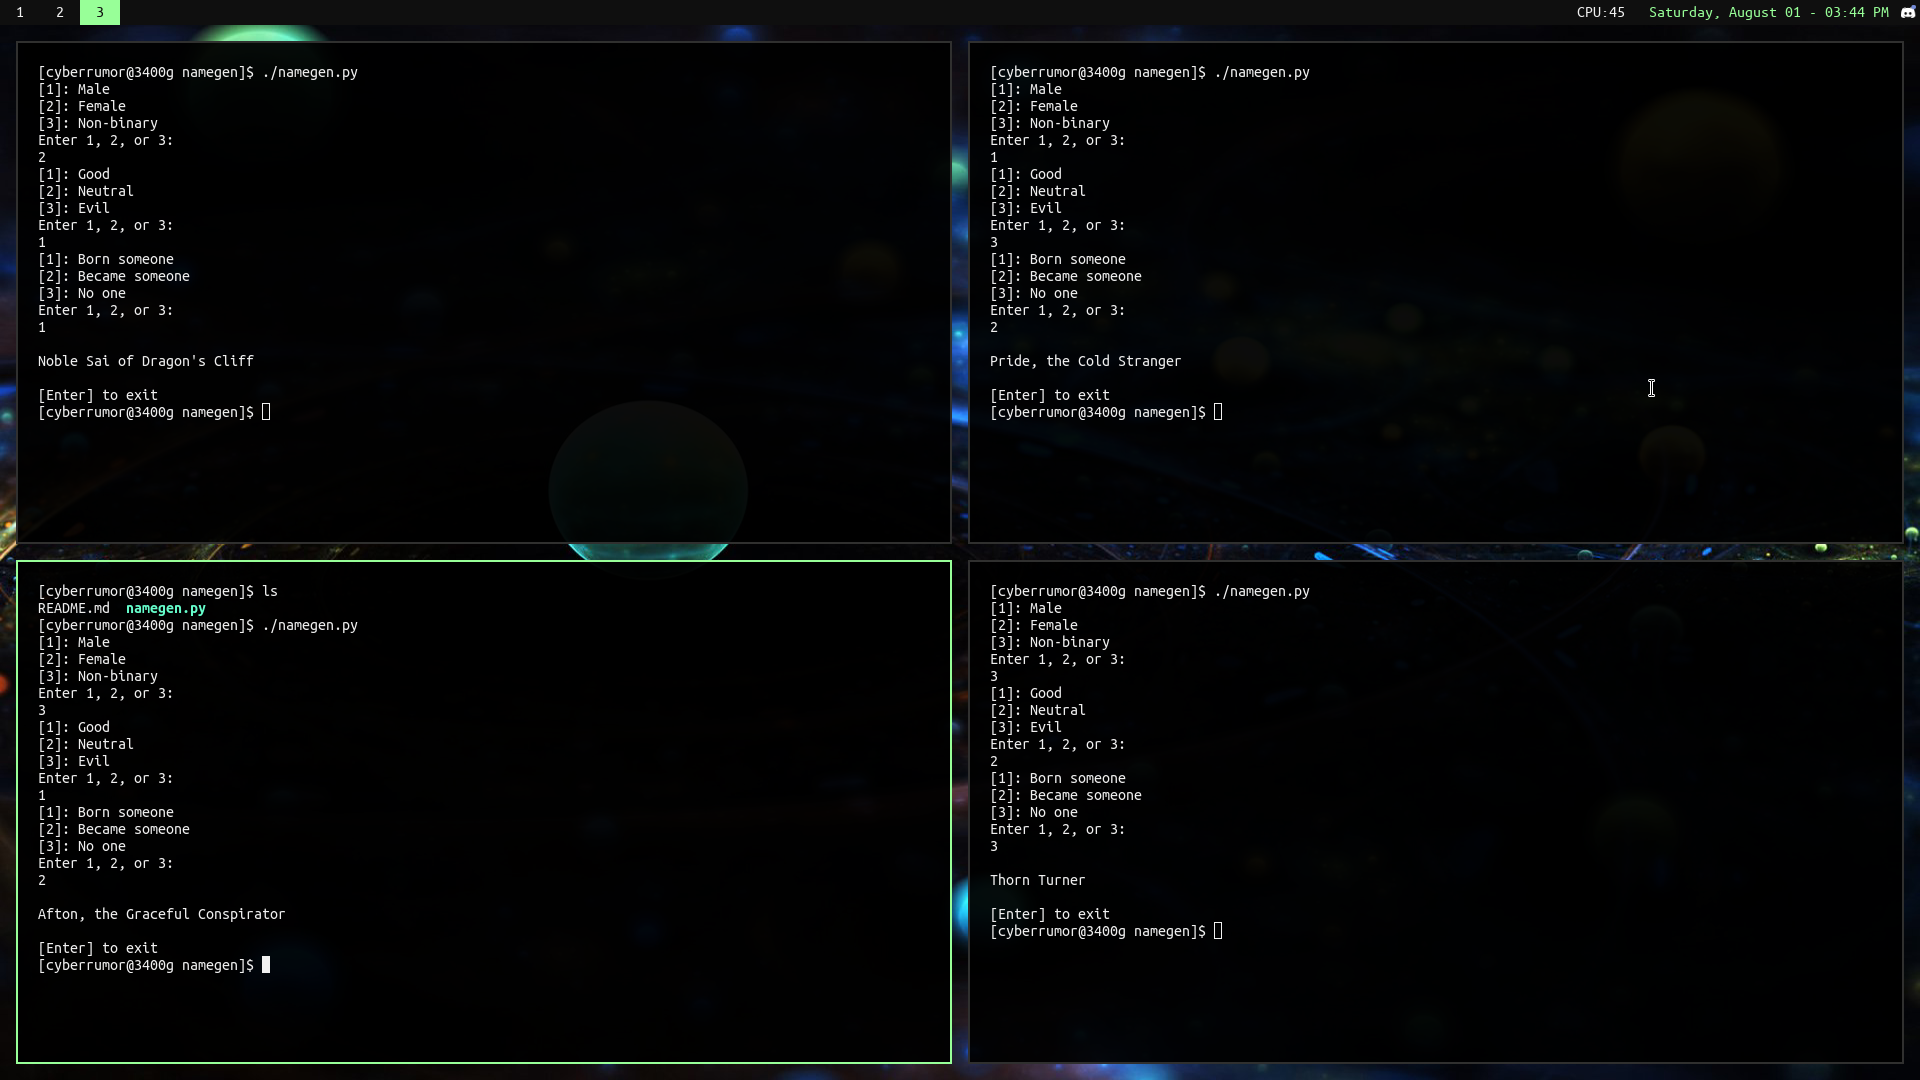 1 2 3 CPU:45 Saturday, August 01 - 03:44 PM
[cyberrumor@3400g namegen]$ ./namegen.py
[1]: Male
[2]: Female
[3]: Non-binary
Enter 1, 2, or 3:
2
[1]: Good
[2]: Neutral
[3]: Evil
Enter 1, 2, or 3:
1
[1]: Born someone
[2]: Became someone
[3]: No one
Enter 1, 2, or 3:
1
Noble Sai of Dragon's Cliff
[Enter] to exit
[cyberrumor@3400g namegen]$
[cyberrumor@3400g namegen]$ ./namegen.py
[1]: Male
[2]: Female
[3]: Non-binary
Enter 1, 2, or 3:
1
[1]: Good
[2]: Neutral
[3]: Evil
Enter 1, 2, or 3:
3
[1]: Born someone
[2]: Became someone
[3]: No one
Enter 1, 2, or 3:
2
Pride, the Cold Stranger
[Enter] to exit
[cyberrumor@3400g namegen]$
[cyberrumor@3400g namegen]$ ls
README.md namegen.py
[cyberrumor@3400g namegen]$ ./namegen.py
[1]: Male
[2]: Female
[3]: Non-binary
Enter 1, 2, or 3:
3
[1]: Good
[2]: Neutral
[3]: Evil
Enter 1, 2, or 3:
1
[1]: Born someone
[2]: Became someone
[3]: No one
Enter 1, 2, or 3:
2
Afton, the Graceful Conspirator
[Enter] to exit
[cyberrumor@3400g namegen]$
[cyberrumor@3400g namegen]$ ./namegen.py
[1]: Male
[2]: Female
[3]: Non-binary
Enter 1, 2, or 3:
3
[1]: Good
[2]: Neutral
[3]: Evil
Enter 1, 2, or 3:
2
[1]: Born someone
[2]: Became someone
[3]: No one
Enter 1, 2, or 3:
3
Thorn Turner
[Enter] to exit
[cyberrumor@3400g namegen]$